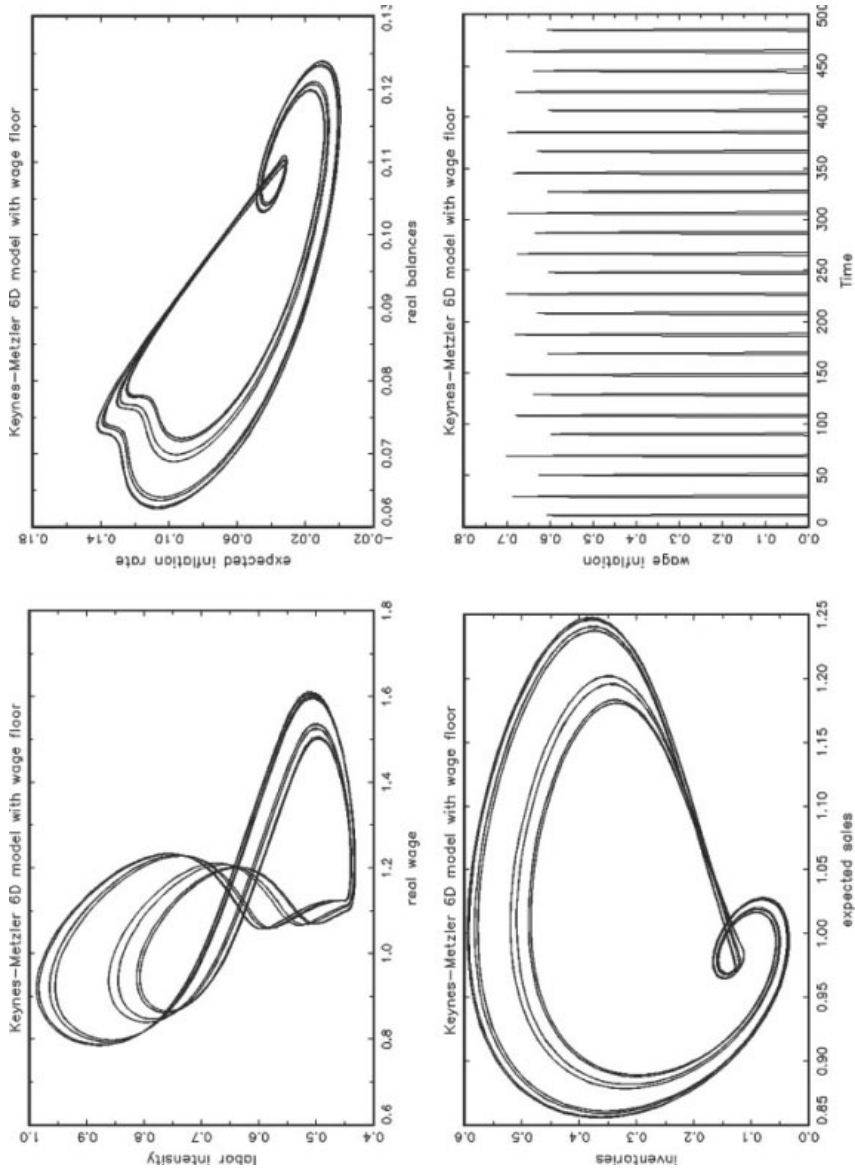 Keynes-Metzler 6D model with wage floor
labor intensity
1.0
0.9
0.8
0.7
0.6
0.5
0.4
0.6 0.8 1.0 1.2 1.4 1.6 1.8
real wage
Keynes-Metzler 6D model with wage floor
expected inflation rate
0.18
0.14
0.10
0.06
0.02
-0.02
0.06 0.07 0.08 0.09 0.10 0.11 0.12 0.13
real balances
Keynes-Metzler 6D model with wage floor
inventories
0.6
0.5
0.4
0.3
0.2
0.1
0.0
0.85 0.90 0.95 1.00 1.05 1.10 1.15 1.20 1.25
expected sales
Keynes-Metzler 6D model with wage floor
wage inflation
0.8
0.7
0.6
0.5
0.4
0.3
0.2
0.1
0.0
0 50 100 150 200 250 300 350 400 450 500
Time